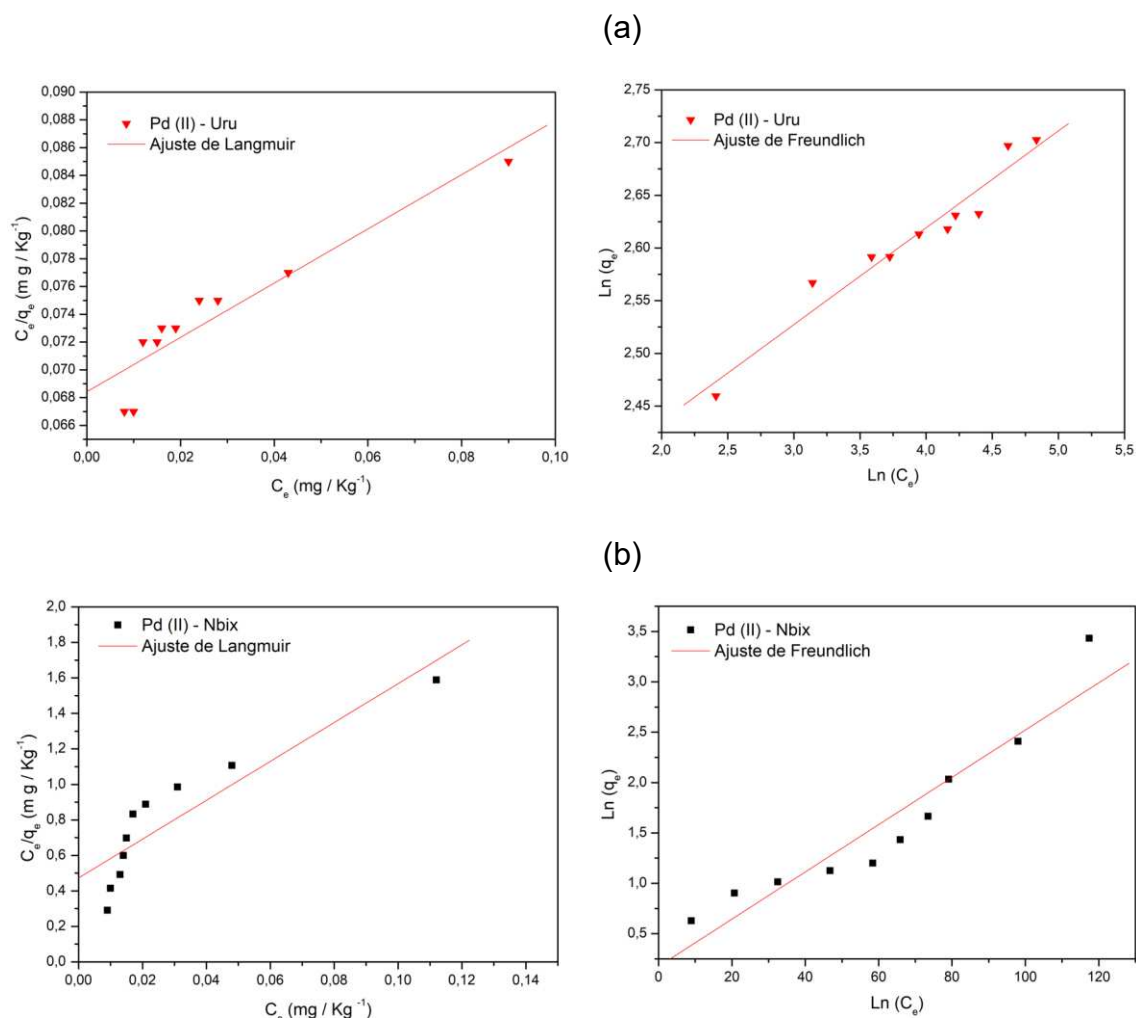 (a)
0,090
0,088
0,086
0,084
0,082
0,080
0,078
0,076
0,074
0,072
0,070
0,068
0,066
C_e/q_e (m g / Kg⁻¹)
Pd (II) - Uru
Ajuste de Langmuir
0,00 0,02 0,04 0,06 0,08 0,10
C_e (mg / Kg⁻¹)
2,75
2,70
2,65
2,60
2,55
2,50
2,45
2,40
Ln (q_e)
Pd (II) - Uru
Ajuste de Freundlich
2,0 2,5 3,0 3,5 4,0 4,5 5,0 5,5
Ln (C_e)
(b)
2,0
1,8
1,6
1,4
1,2
1,0
0,8
0,6
0,4
0,2
0,0
C_e/q_e (m g / Kg⁻¹)
Pd (II) - Nbix
Ajuste de Langmuir
0,00 0,02 0,04 0,06 0,08 0,10 0,12 0,14
C_e (mg / Kg⁻¹)
3,5
3,0
2,5
2,0
1,5
1,0
0,5
Ln (q_e)
Pd (II) - Nbix
Ajuste de Freundlich
0 20 40 60 80 100 120
Ln (C_e)